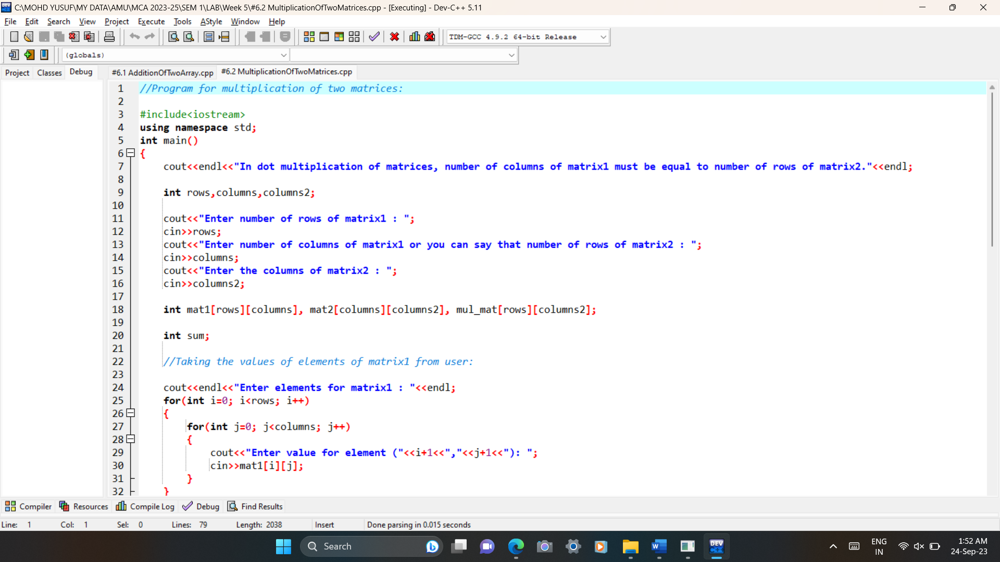 C:\MOHD YUSUF\MY DATA\AMU\MCA 2023-25\SEM 1\LAB\Week 5\#6.2 MultiplicationOfTwoMatrices.cpp - [Executing] - Dev-C++ 5.11
File Edit Search View Project Execute Tools AStyle Window Help
TDM-GCC 4.9.2 64-bit Release
(globals)
Project Classes Debug #6.1 AdditionOfTwoArray.cpp #6.2 MultiplicationOfTwoMatrices.cpp
1 //Program for multiplication of two matrices:
2
3 #include<iostream>
4 using namespace std;
5 int main()
6 {
7 cout<<endl<<"In dot multiplication of matrices, number of columns of matrix1 must be equal to number of rows of matrix2."<<endl;
8
9 int rows,columns,columns2;
10
11 cout<<"Enter number of rows of matrix1 : ";
12 cin>>rows;
13 cout<<"Enter number of columns of matrix1 or you can say that number of rows of matrix2 : ";
14 cin>>columns;
15 cout<<"Enter the columns of matrix2 : ";
16 cin>>columns2;
17
18 int mat1[rows][columns], mat2[columns][columns2], mul_mat[rows][columns2];
19
20 int sum;
21
22 //Taking the values of elements of matrix1 from user:
23
24 cout<<endl<<"Enter elements for matrix1 : "<<endl;
25 for(int i=0; i<rows; i++)
26 {
27 for(int j=0; j<columns; j++)
28 {
29 cout<<"Enter value for element ("<<i+1<<","<<j+1<<"): ";
30 cin>>mat1[i][j];
31 }
32 }
Compiler Resources Compile Log Debug Find Results
Line: 1 Col: 1 Sel: 0 Lines: 79 Length: 2038 Insert Done parsing in 0.015 seconds
Search
DEV C++
ENG
IN
1:52 AM
24-Sep-23